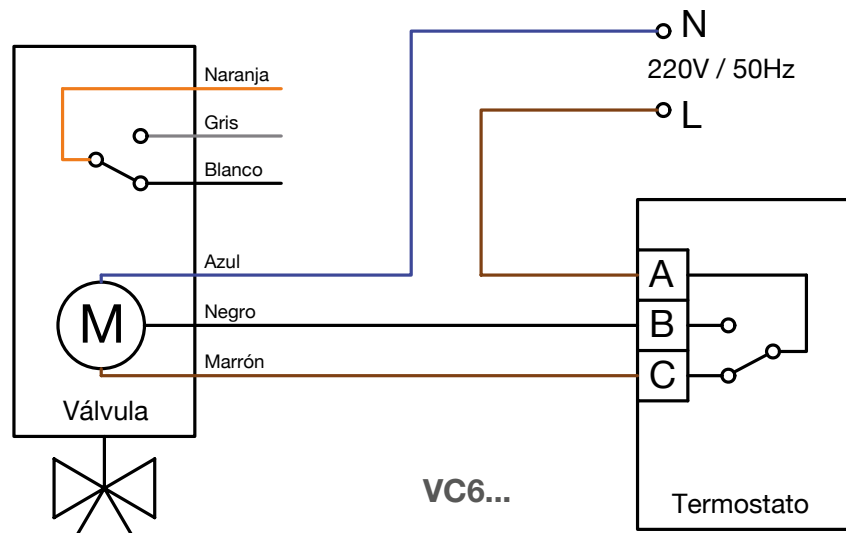 N
220V / 50Hz
L
Naranja
Gris
Blanco
Azul
Negro
Marrón
M
Válvula
A
B
C
Termostato
VC6...